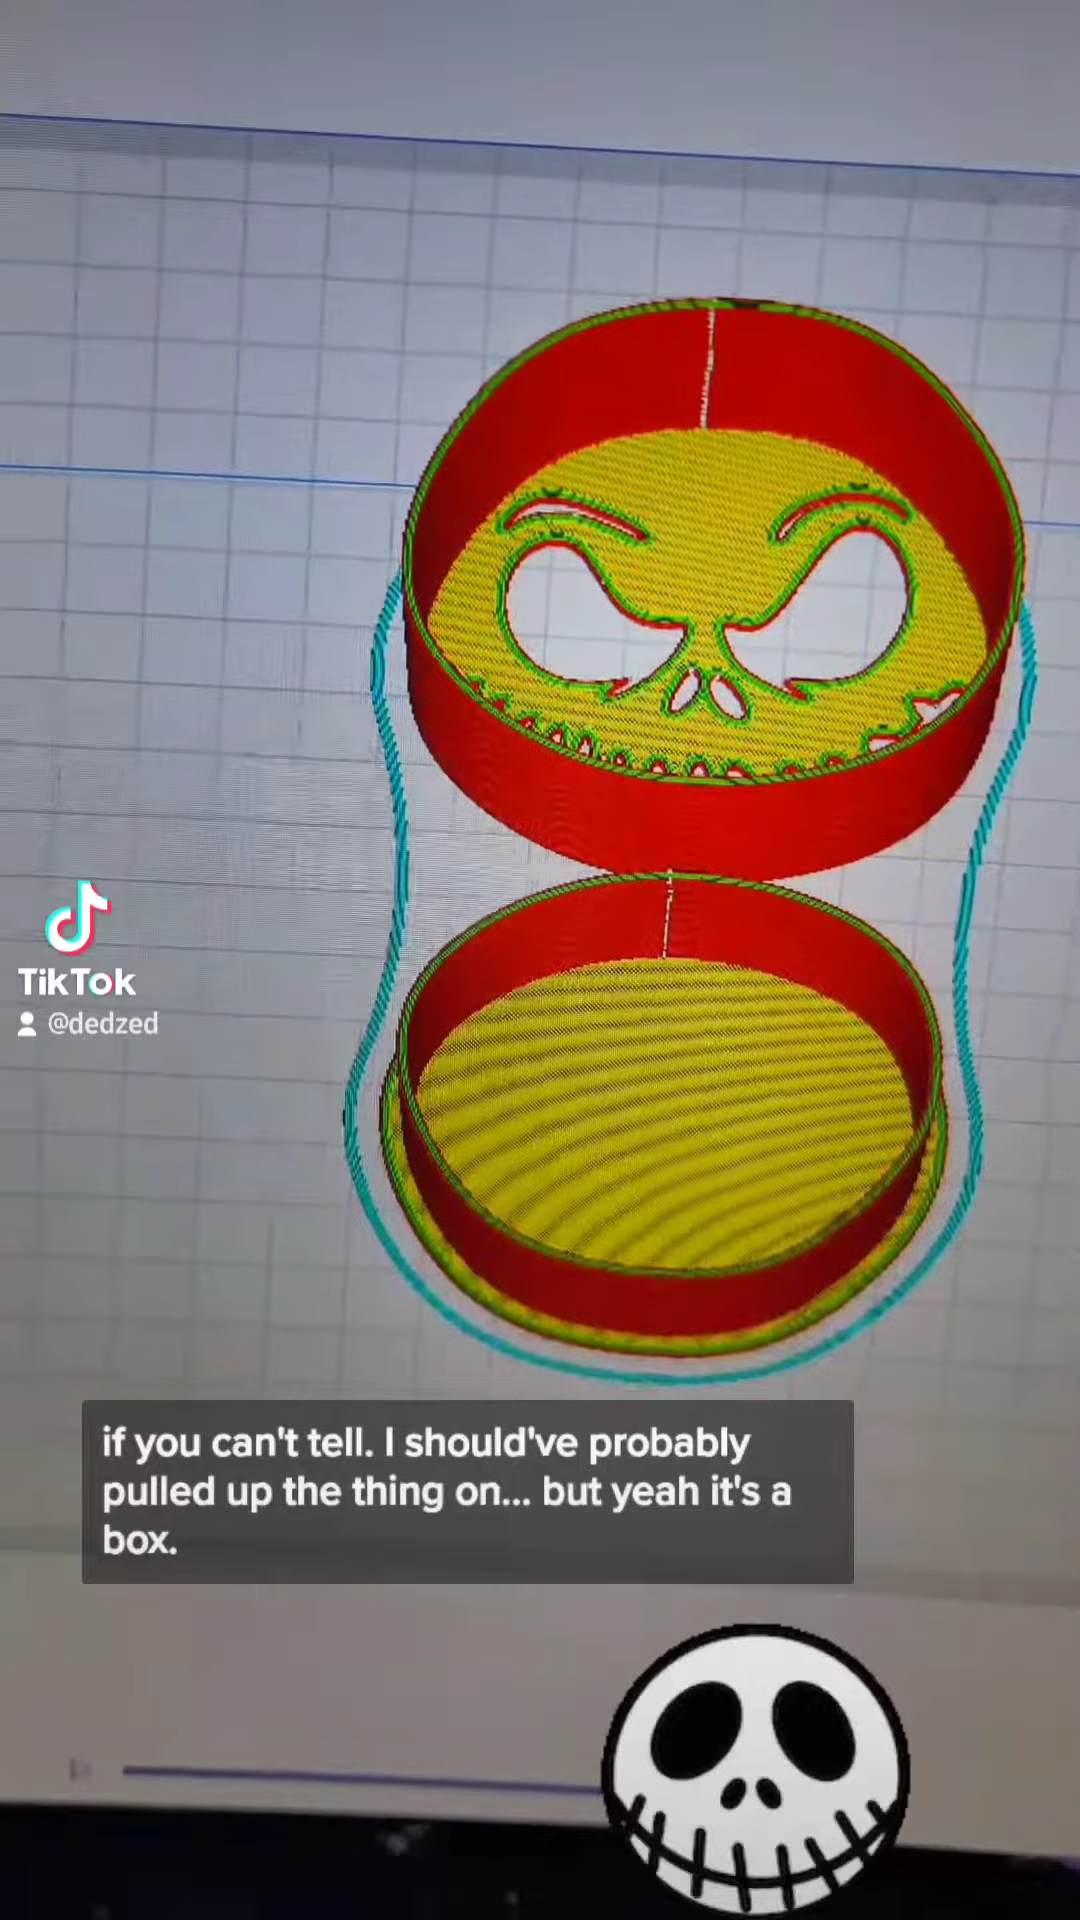 TikTok
@dedzed
if you can't tell. I should've probably
pulled up the thing on... but yeah it's a
box.